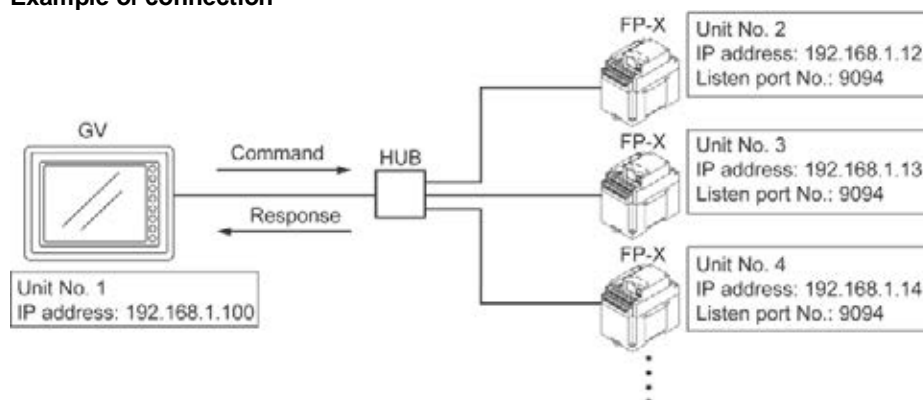 Example of connection
FP-X
Unit No. 2
IP address: 192.168.1.12
Listen port No.: 9094
GV
Command
HUB
Response
FP-X
Unit No. 3
IP address: 192.168.1.13
Listen port No.: 9094
Unit No. 1
IP address: 192.168.1.100
FP-X
Unit No. 4
IP address: 192.168.1.14
Listen port No.: 9094